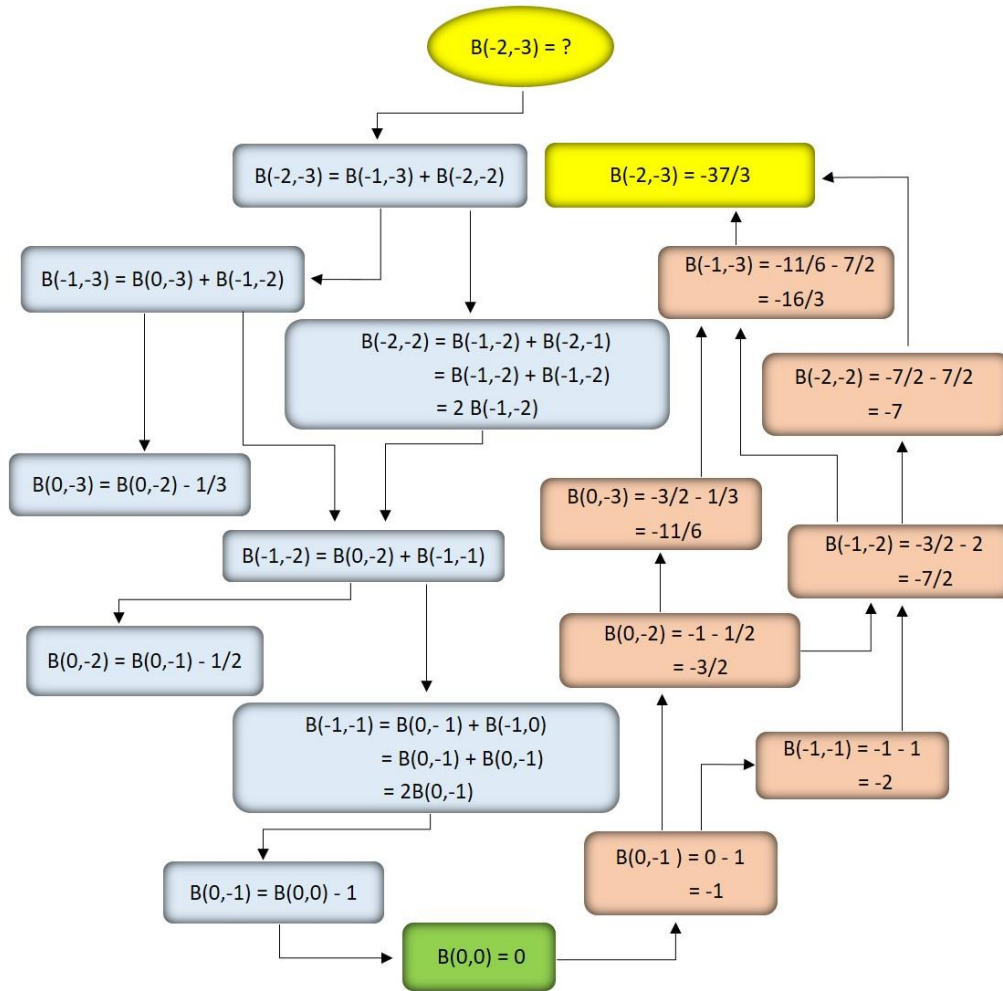 B(-2,-3) = ?
B(-2,-3) = B(-1,-3) + B(-2,-2)
B(-2,-3) = -37/3
B(-1,-3) = B(0,-3) + B(-1,-2)
B(-1,-3) = -11/6 - 7/2
= -16/3
B(-2,-2) = B(-1,-2) + B(-2,-1)
= B(-1,-2) + B(-1,-2)
= 2 B(-1,-2)
B(-2,-2) = -7/2 - 7/2
= -7
B(0,-3) = B(0,-2) - 1/3
B(0,-3) = -3/2 - 1/3
= -11/6
B(-1,-2) = B(0,-2) + B(-1,-1)
B(-1,-2) = -3/2 - 2
= -7/2
B(0,-2) = B(0,-1) - 1/2
B(0,-2) = -1 - 1/2
= -3/2
B(-1,-1) = B(0,- 1) + B(-1,0)
= B(0,-1) + B(0,-1)
= 2B(0,-1)
B(-1,-1) = -1 - 1
= -2
B(0,-1) = B(0,0) - 1
B(0,-1 ) = 0 - 1
= -1
B(0,0) = 0